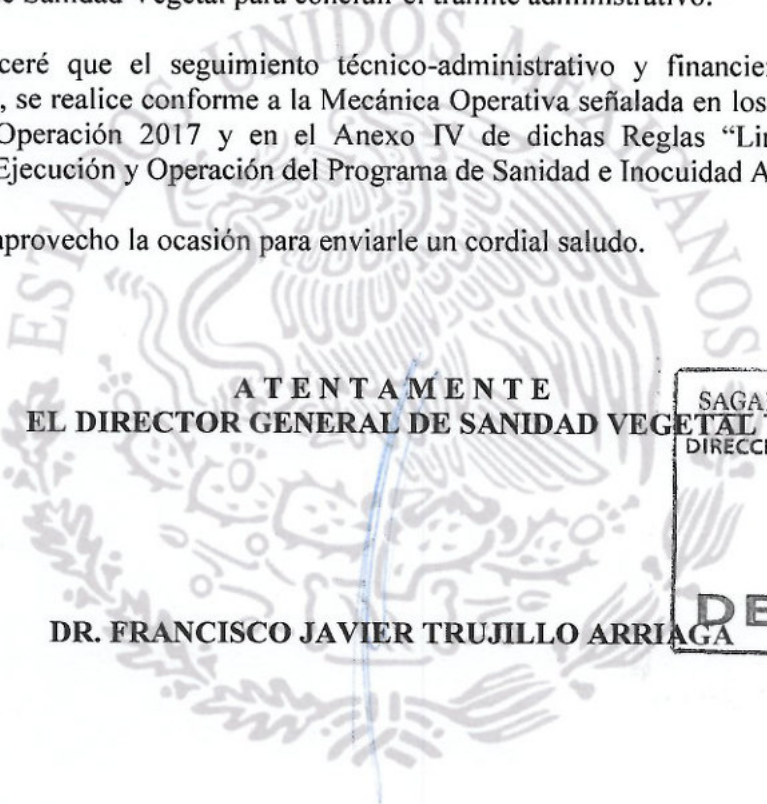 Sanidad Vegetal para concluir el trámite administrativo.
ceré que el seguimiento técnico-administrativo y financie
, se realice conforme a la Mecánica Operativa señalada en los
Operación 2017 y en el Anexo IV de dichas Reglas “Lin
Ejecución y Operación del Programa de Sanidad e Inocuidad A
aprovecho la ocasión para enviarle un cordial saludo.
ESTADOS UNIDOS MEXICANOS
A T E N T A M E N T E
EL DIRECTOR GENERAL DE SANIDAD VEGETAL
SAGA
DIRECC
DE
DR. FRANCISCO JAVIER TRUJILLO ARRIAGA